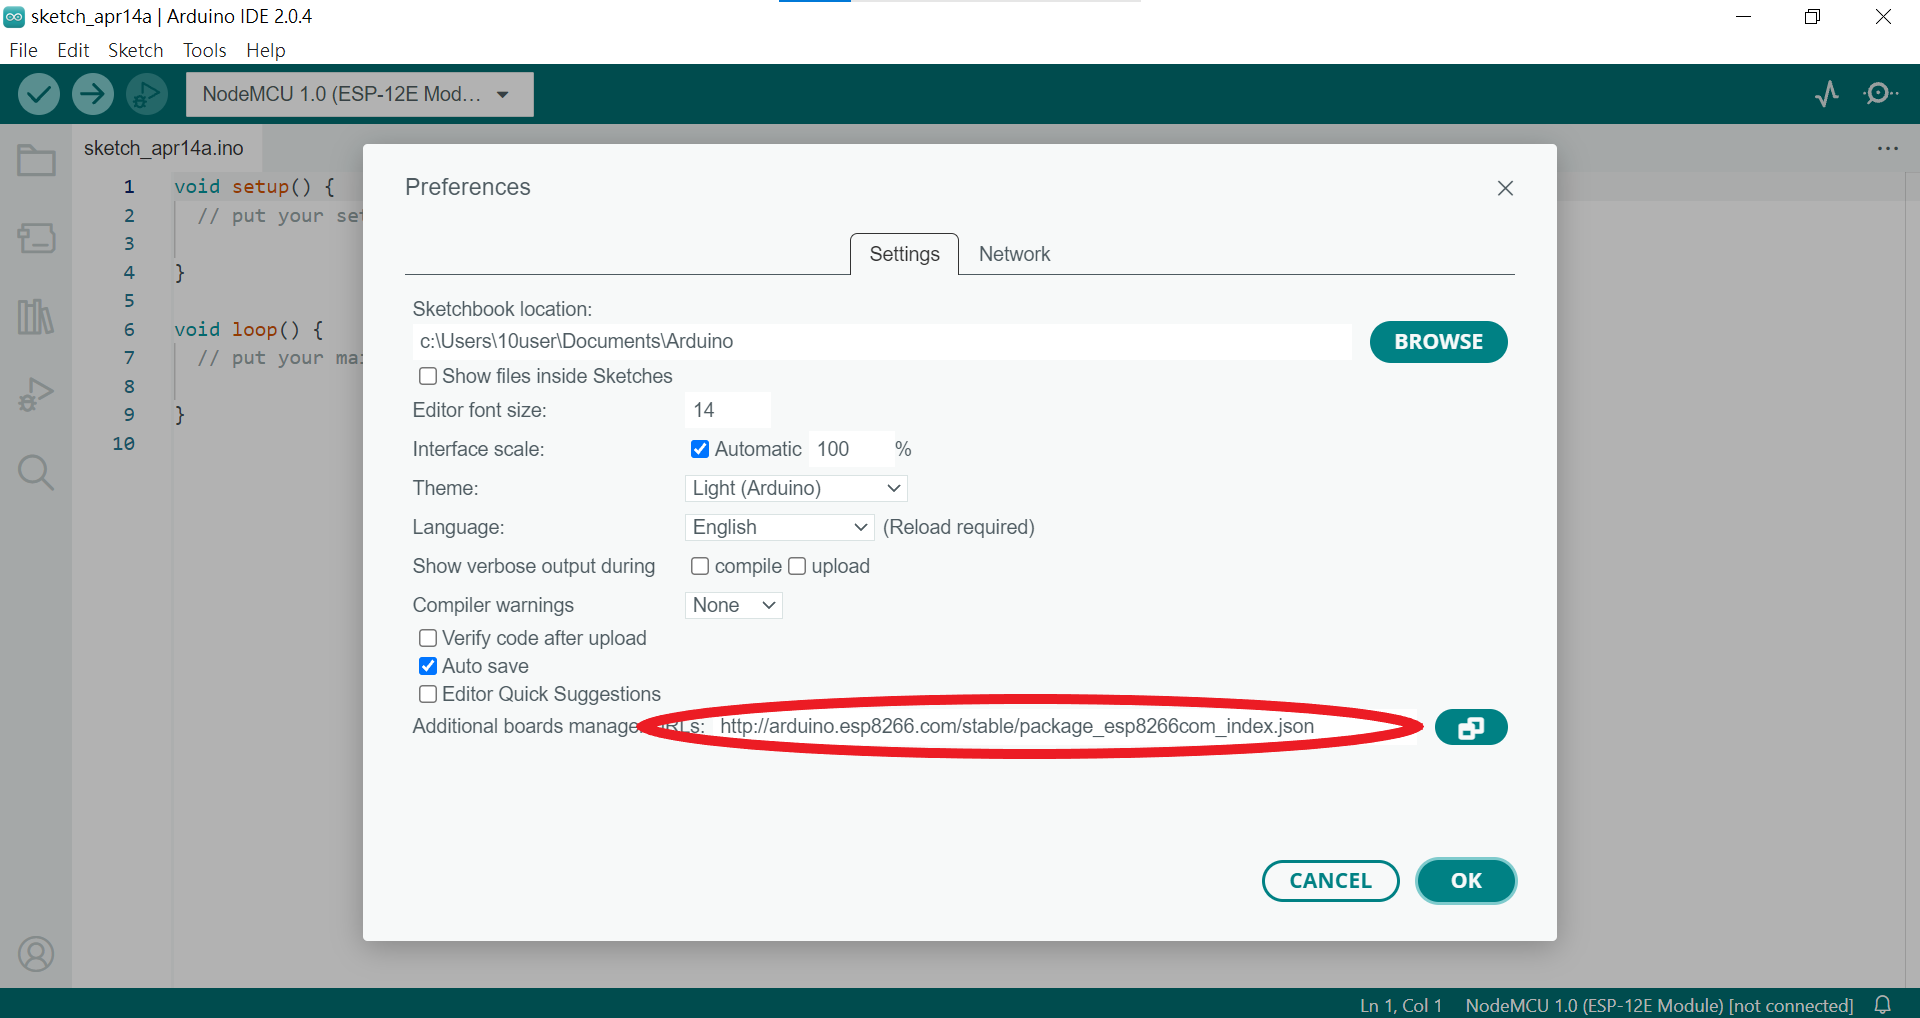 sketch_apr14a | Arduino IDE 2.0.4
File Edit Sketch Tools Help
NodeMCU 1.0 (ESP-12E Mod...
sketch_apr14a.ino
...
1 void setup() {
2 // put your se
3
4 }
5
6 void loop() {
7 // put your ma
8
9 }
10
Preferences
Settings Network
Sketchbook location:
c:\Users\10user\Documents\Arduino
BROWSE
Show files inside Sketches
Editor font size: 14
Interface scale: Automatic 100 %
Theme: Light (Arduino)
Language: English (Reload required)
Show verbose output during compile upload
Compiler warnings None
Verify code after upload
Auto save
Editor Quick Suggestions
Additional boards manager URLs: http://arduino.esp8266.com/stable/package_esp8266com_index.json
CANCEL OK
Ln 1, Col 1 NodeMCU 1.0 (ESP-12E Module) [not connected]